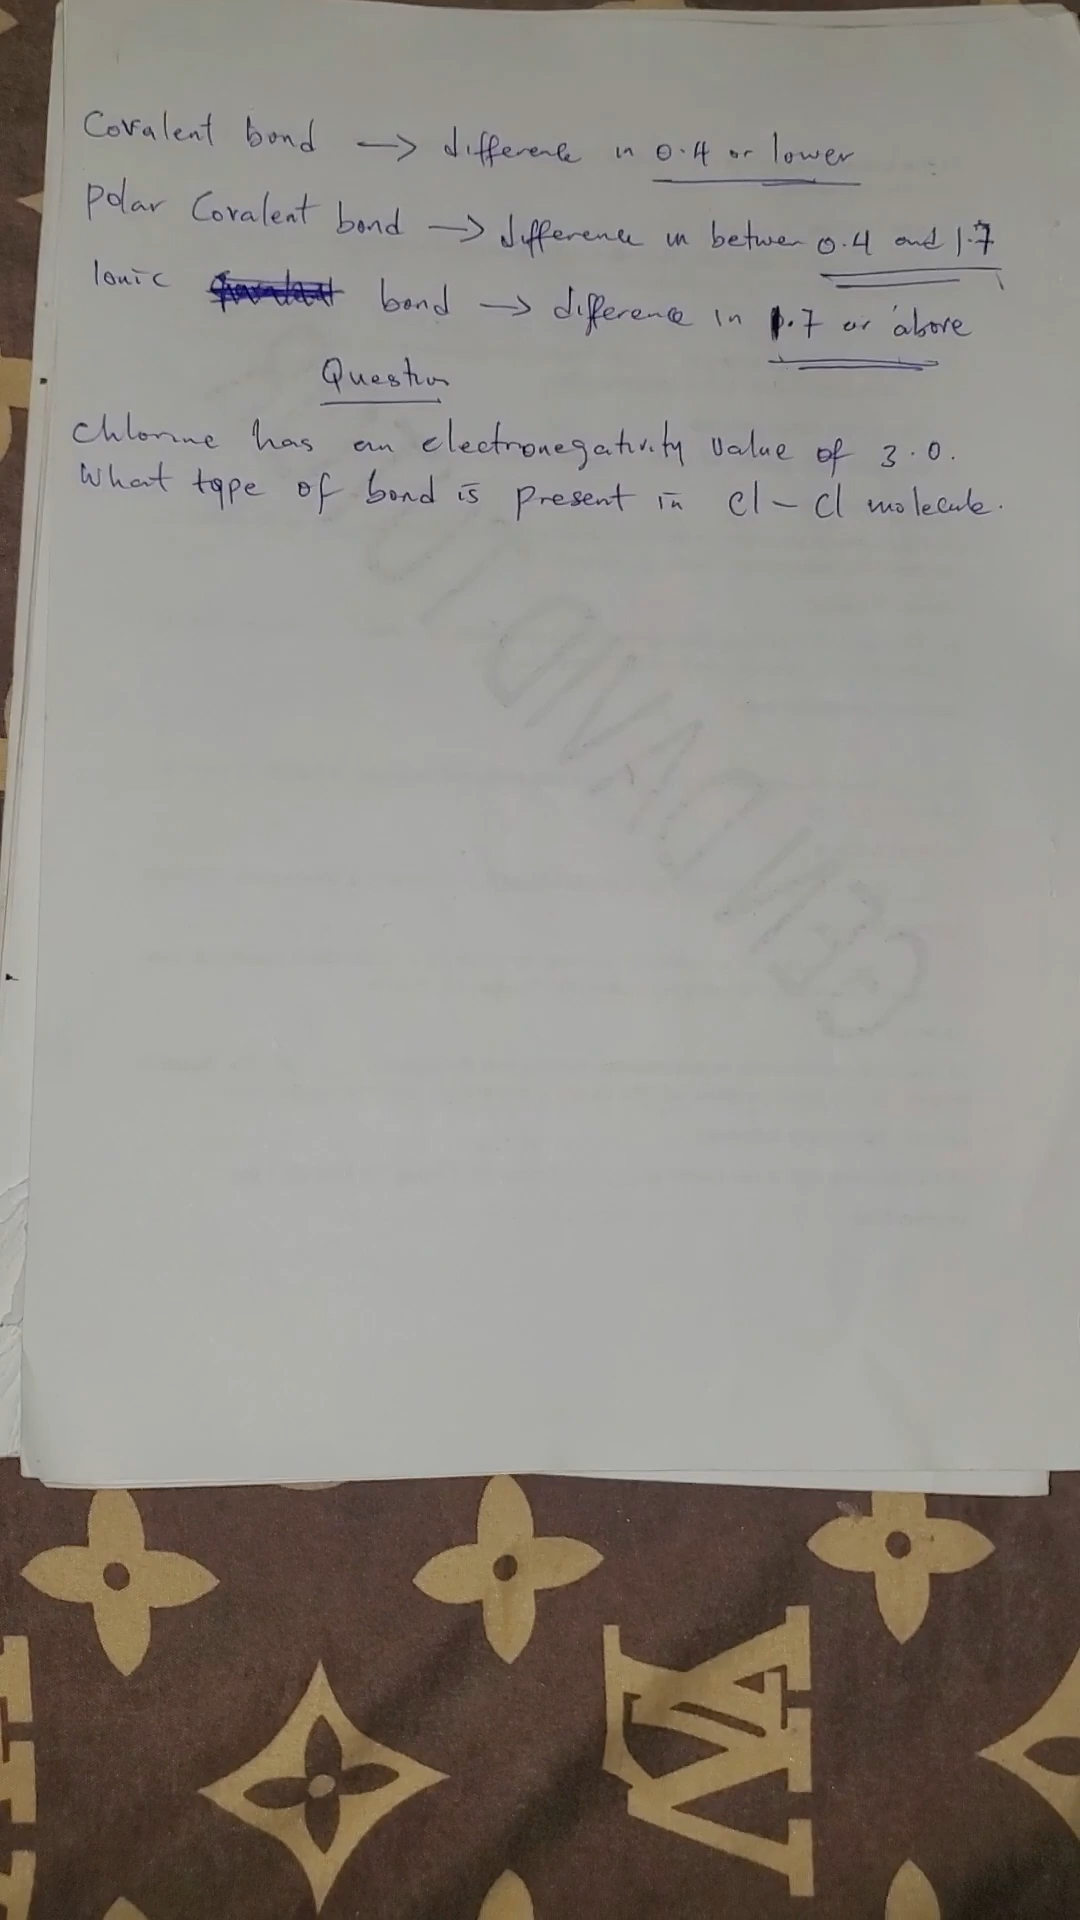 Covalent bond → difference in 0.4 or lower
Polar Covalent bond → difference in betwen 0.4 and 1.7
Ionic bond → difference in 1.7 or above
Question
Chlorine has an electronegativity value of 3.0.
What type of bond is present in Cl – Cl molecule.